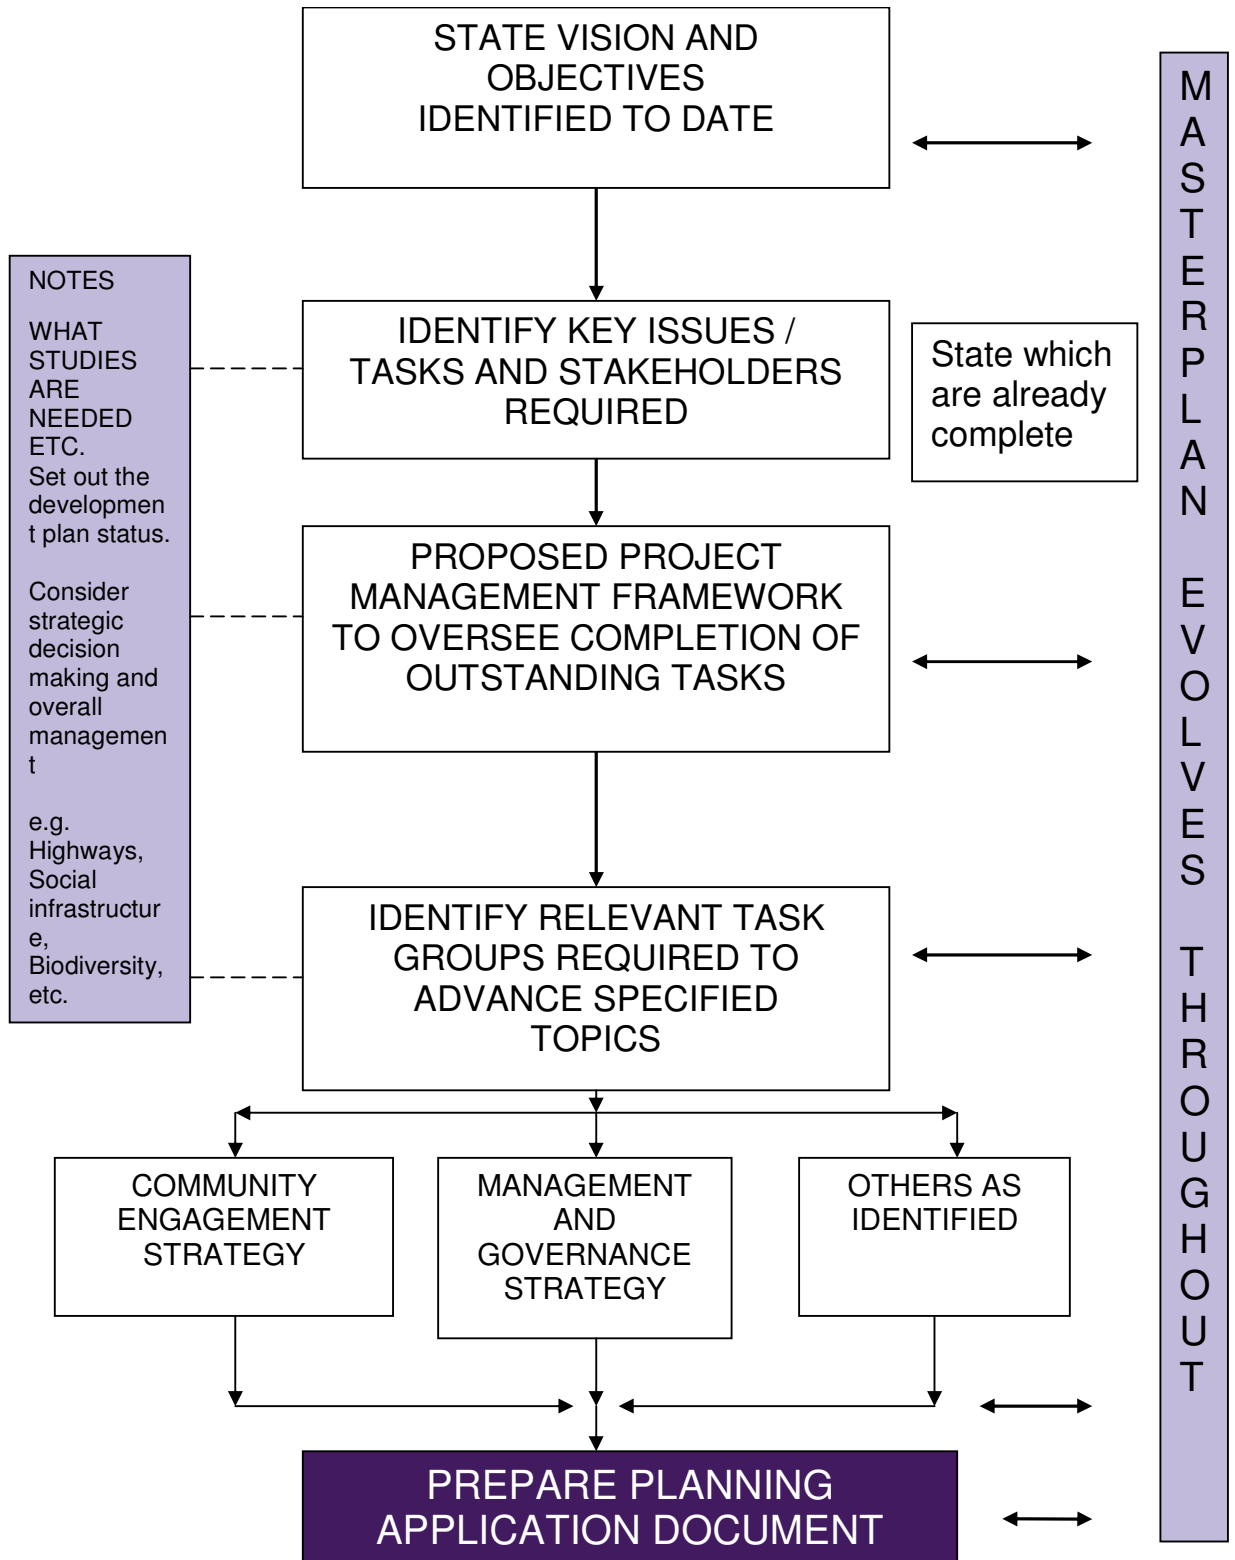 STATE VISION AND
OBJECTIVES
IDENTIFIED TO DATE
NOTES
WHAT
STUDIES
ARE
NEEDED
ETC.
Set out the
developmen
t plan status.
Consider
strategic
decision
making and
overall
managemen
t
e.g.
Highways,
Social
infrastructur
e,
Biodiversity,
etc.
IDENTIFY KEY ISSUES /
TASKS AND STAKEHOLDERS
REQUIRED
State which
are already
complete
PROPOSED PROJECT
MANAGEMENT FRAMEWORK
TO OVERSEE COMPLETION OF
OUTSTANDING TASKS
IDENTIFY RELEVANT TASK
GROUPS REQUIRED TO
ADVANCE SPECIFIED
TOPICS
COMMUNITY
ENGAGEMENT
STRATEGY
MANAGEMENT
AND
GOVERNANCE
STRATEGY
OTHERS AS
IDENTIFIED
PREPARE PLANNING
APPLICATION DOCUMENT
MASTERPLAN EVOLVES THROUGHOUT